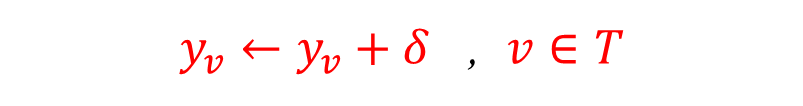 y_v ← y_v + δ , v ∈ T